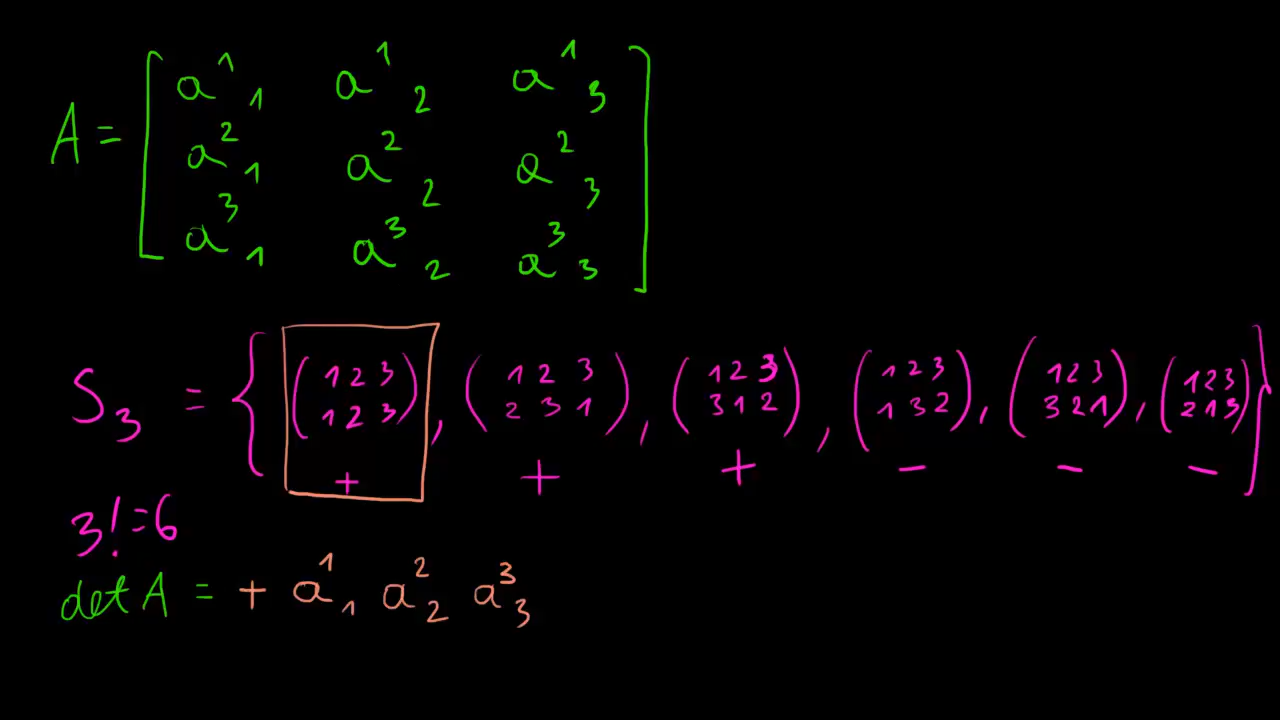 A = [ a¹₁ a¹₂ a¹₃
a²₁ a²₂ a²₃
a³₁ a³₂ a³₃ ]
S₃ = { (1 2 3 / 1 2 3), (1 2 3 / 2 3 1), (1 2 3 / 3 1 2), (1 2 3 / 1 3 2), (1 2 3 / 3 2 1), (1 2 3 / 2 1 3) }
+ + + − − −
3! = 6
det A = + a¹₁ a²₂ a³₃